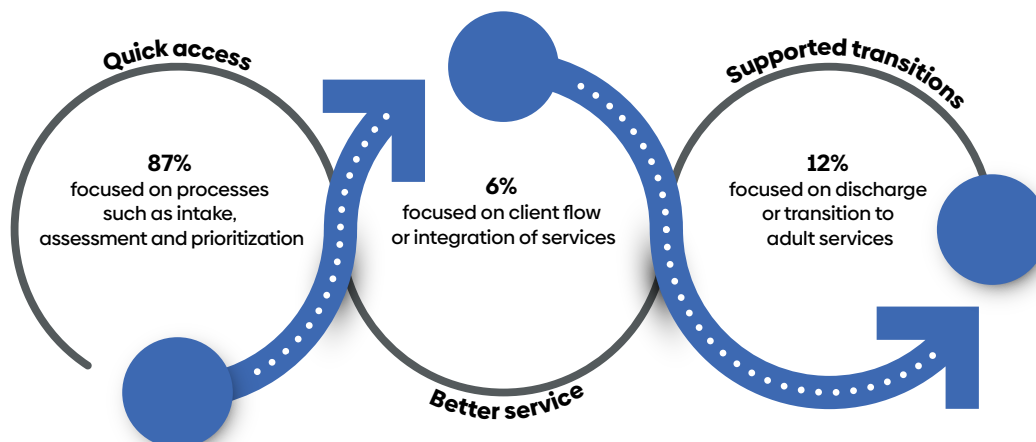 Quick access
87%
focused on processes
such as intake,
assessment and prioritization
6%
focused on client flow
or integration of services
Better service
Supported transitions
12%
focused on discharge
or transition to
adult services